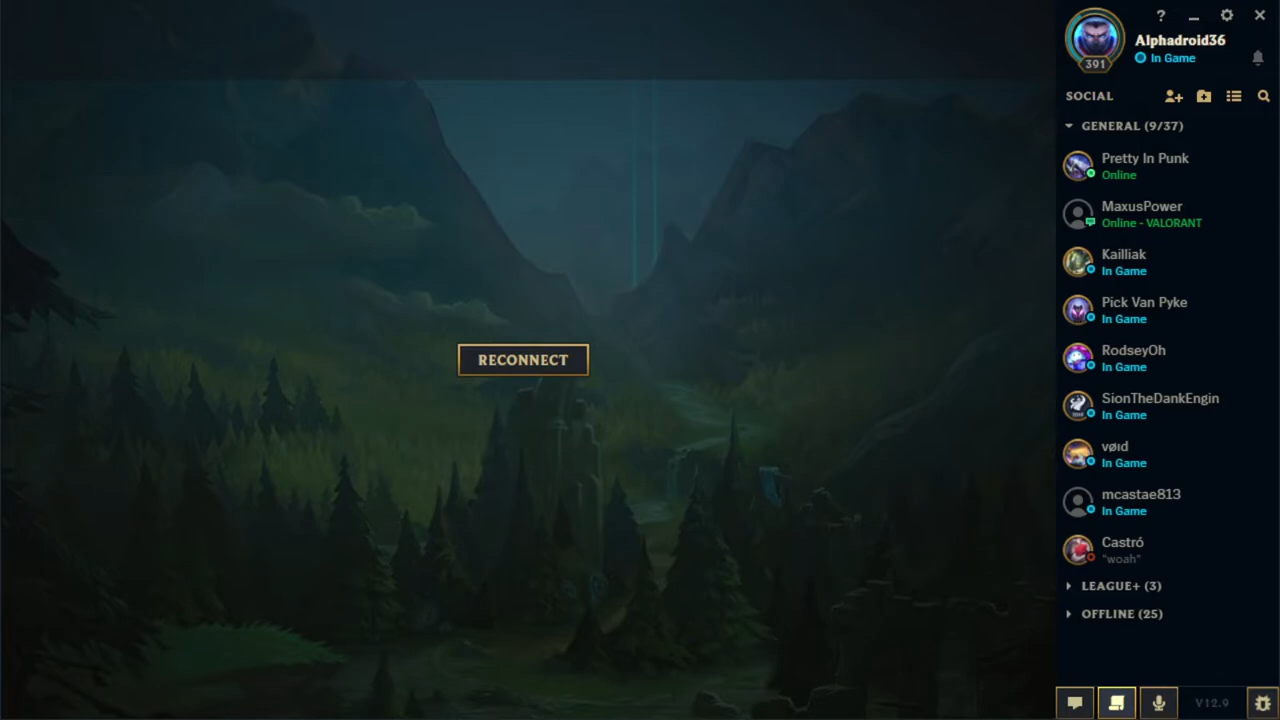 ?
Alphadroid36
In Game
391
SOCIAL
GENERAL (9/37)
Pretty In Punk
Online
MaxusPower
Online - VALORANT
Kailliak
In Game
Pick Van Pyke
In Game
RECONNECT
RodseyOh
In Game
SionTheDankEngin
In Game
vøıd
In Game
mcastae813
In Game
Castró
"woah"
LEAGUE+ (3)
OFFLINE (25)
V12.9